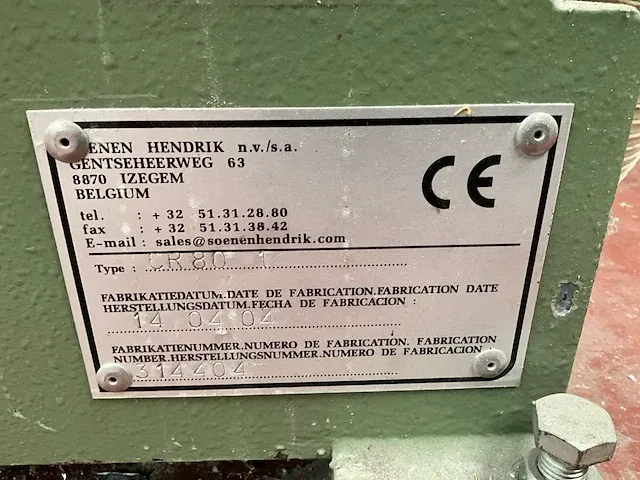 SOENEN HENDRIK n.v./s.a.
GENTSEHEERWEG 63
8870 IZEGEM
BELGIUM
CE
tel. : + 32 51.31.28.80
fax : + 32 51.31.38.42
E-mail : sales@soenenhendrik.com
Type : CR80 1
FABRIKATIEDATUM.DATE DE FABRICATION.FABRICATION DATE
HERSTELLUNGSDATUM.FECHA DE FABRICACION :
14 04 04
FABRIKATIENUMMER.NUMERO DE FABRICATION. FABRICATION
NUMBER.HERSTELLUNGSNUMMER.NUMERO DE FABRICACION
314404